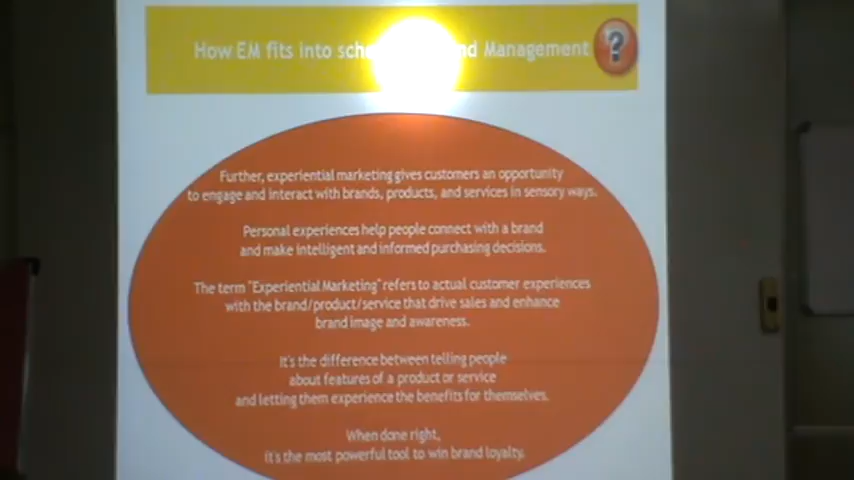 How EM fits into sch nd Management ?
Further, experiential marketing gives customers an opportunity
to engage and interact with brands, products, and services in sensory ways.
Personal experiences help people connect with a brand
and make intelligent and informed purchasing decisions.
The term "Experiential Marketing" refers to actual customer experiences
with the brand/product/service that drive sales and enhance
brand image and awareness.
It's the difference between telling people
about features of a product or service
and letting them experience the benefits for themselves.
When done right,
it's the most powerful tool to win brand loyalty.